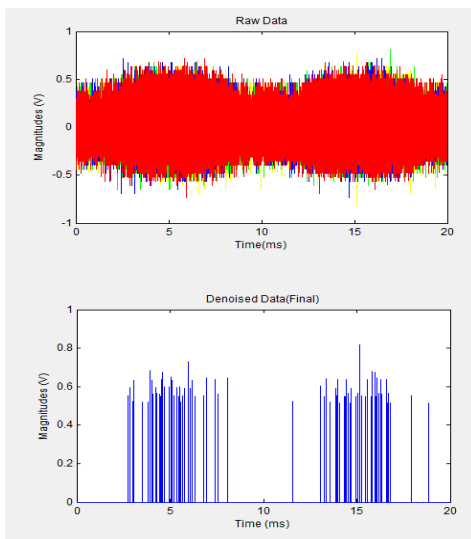 Raw Data
1
0.5
0
-0.5
-1
Magnitudes (V)
0 5 10 15 20
Time(ms)
Denoised Data(Final)
1
0.8
0.6
0.4
0.2
0
Magnitudes (V)
0 5 10 15 20
Time (ms)